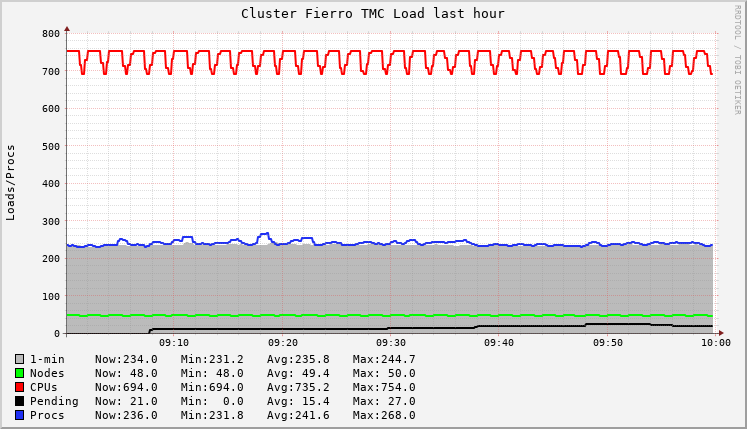 Cluster Fierro TMC Load last hour
RRDTOOL / TOBI OETIKER
Loads/Procs
800
700
600
500
400
300
200
100
0
09:10 09:20 09:30 09:40 09:50 10:00
1-min Now:234.0 Min:231.2 Avg:235.8 Max:244.7
Nodes Now: 48.0 Min: 48.0 Avg: 49.4 Max: 50.0
CPUs Now:694.0 Min:694.0 Avg:735.2 Max:754.0
Pending Now: 21.0 Min: 0.0 Avg: 15.4 Max: 27.0
Procs Now:236.0 Min:231.8 Avg:241.6 Max:268.0